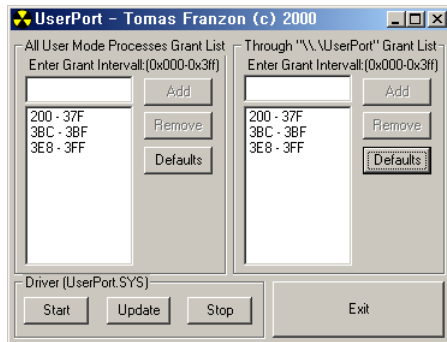 UserPort - Tomas Franzon (c) 2000
All User Mode Processes Grant List
Enter Grant Intervall:(0x000-0x3ff)
Add
200 - 37F
3BC - 3BF
3E8 - 3FF
Remove
Defaults
Through "\\.\UserPort" Grant List
Enter Grant Intervall:(0x000-0x3ff)
Add
200 - 37F
3BC - 3BF
3E8 - 3FF
Remove
Defaults
Driver (UserPort.SYS)
Start
Update
Stop
Exit